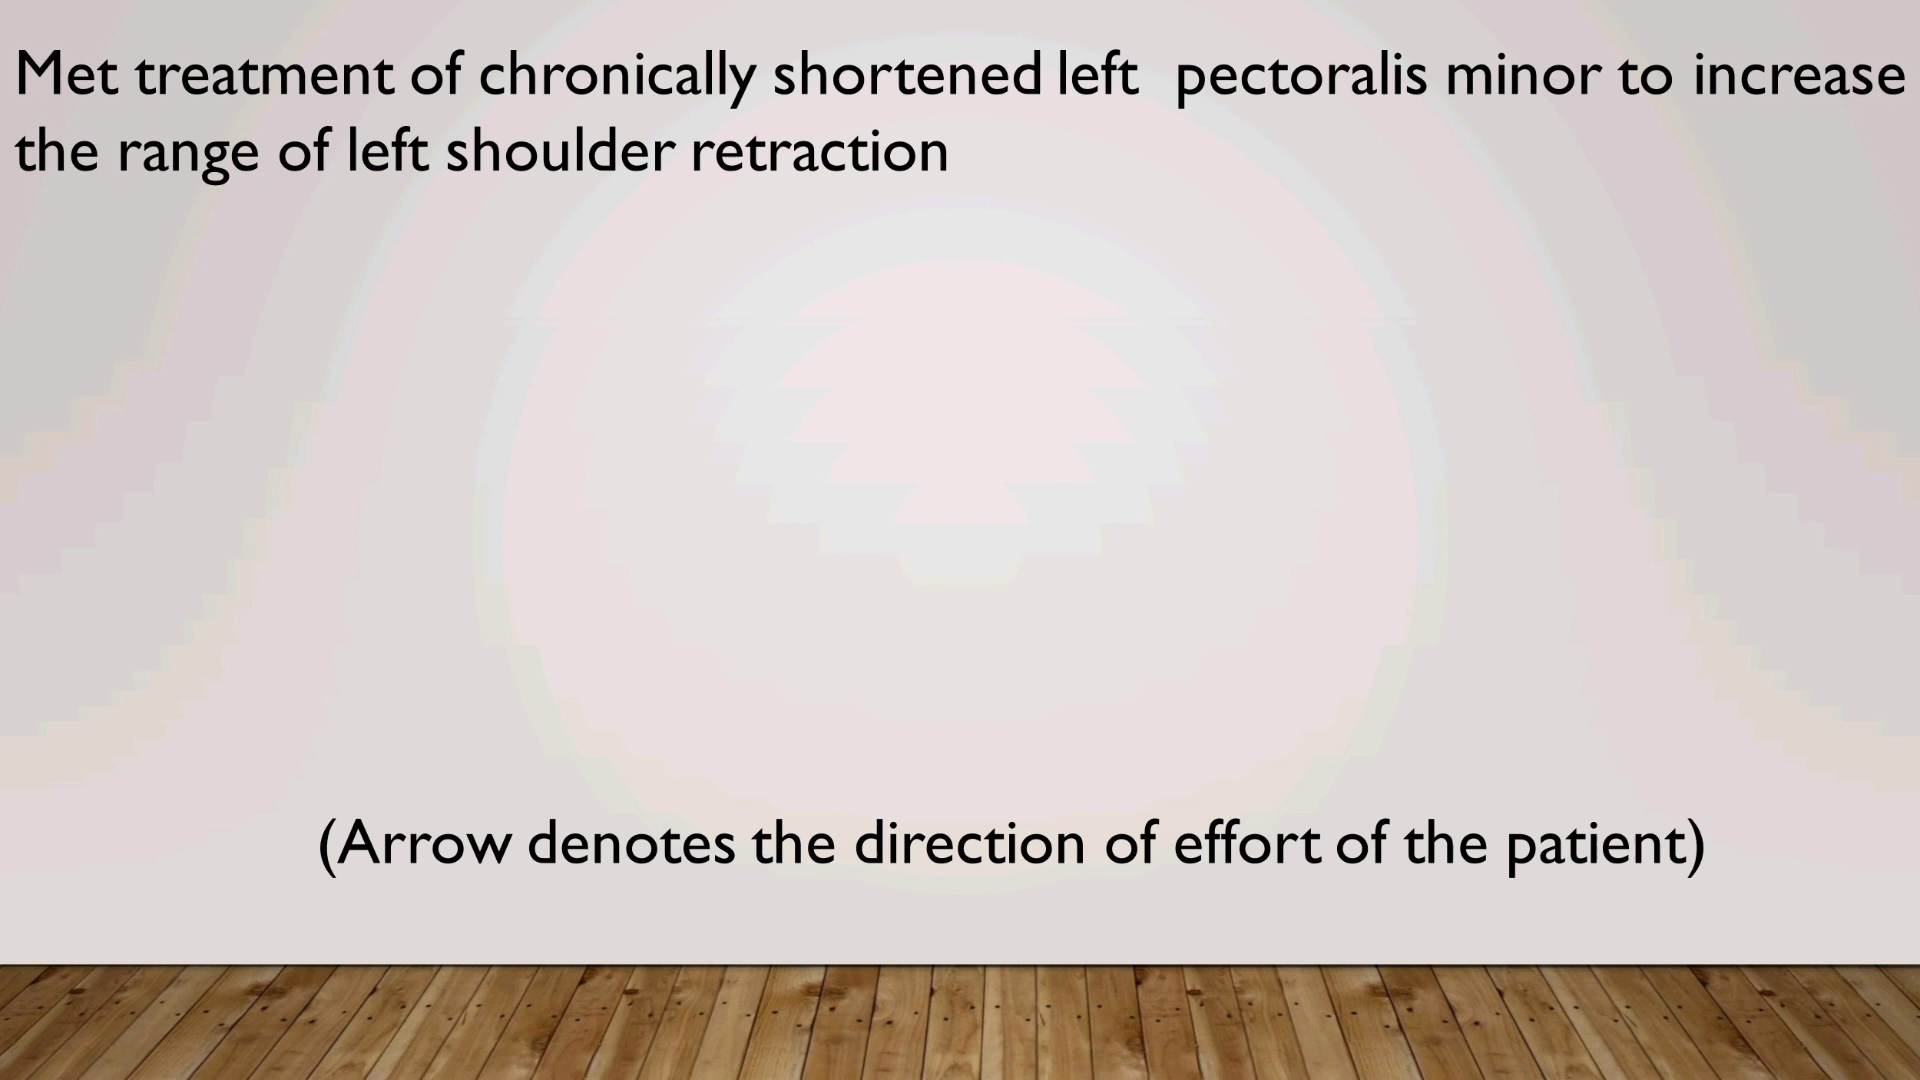 Met treatment of chronically shortened left  pectoralis minor to increase
the range of left shoulder retraction
(Arrow denotes the direction of effort of the patient)